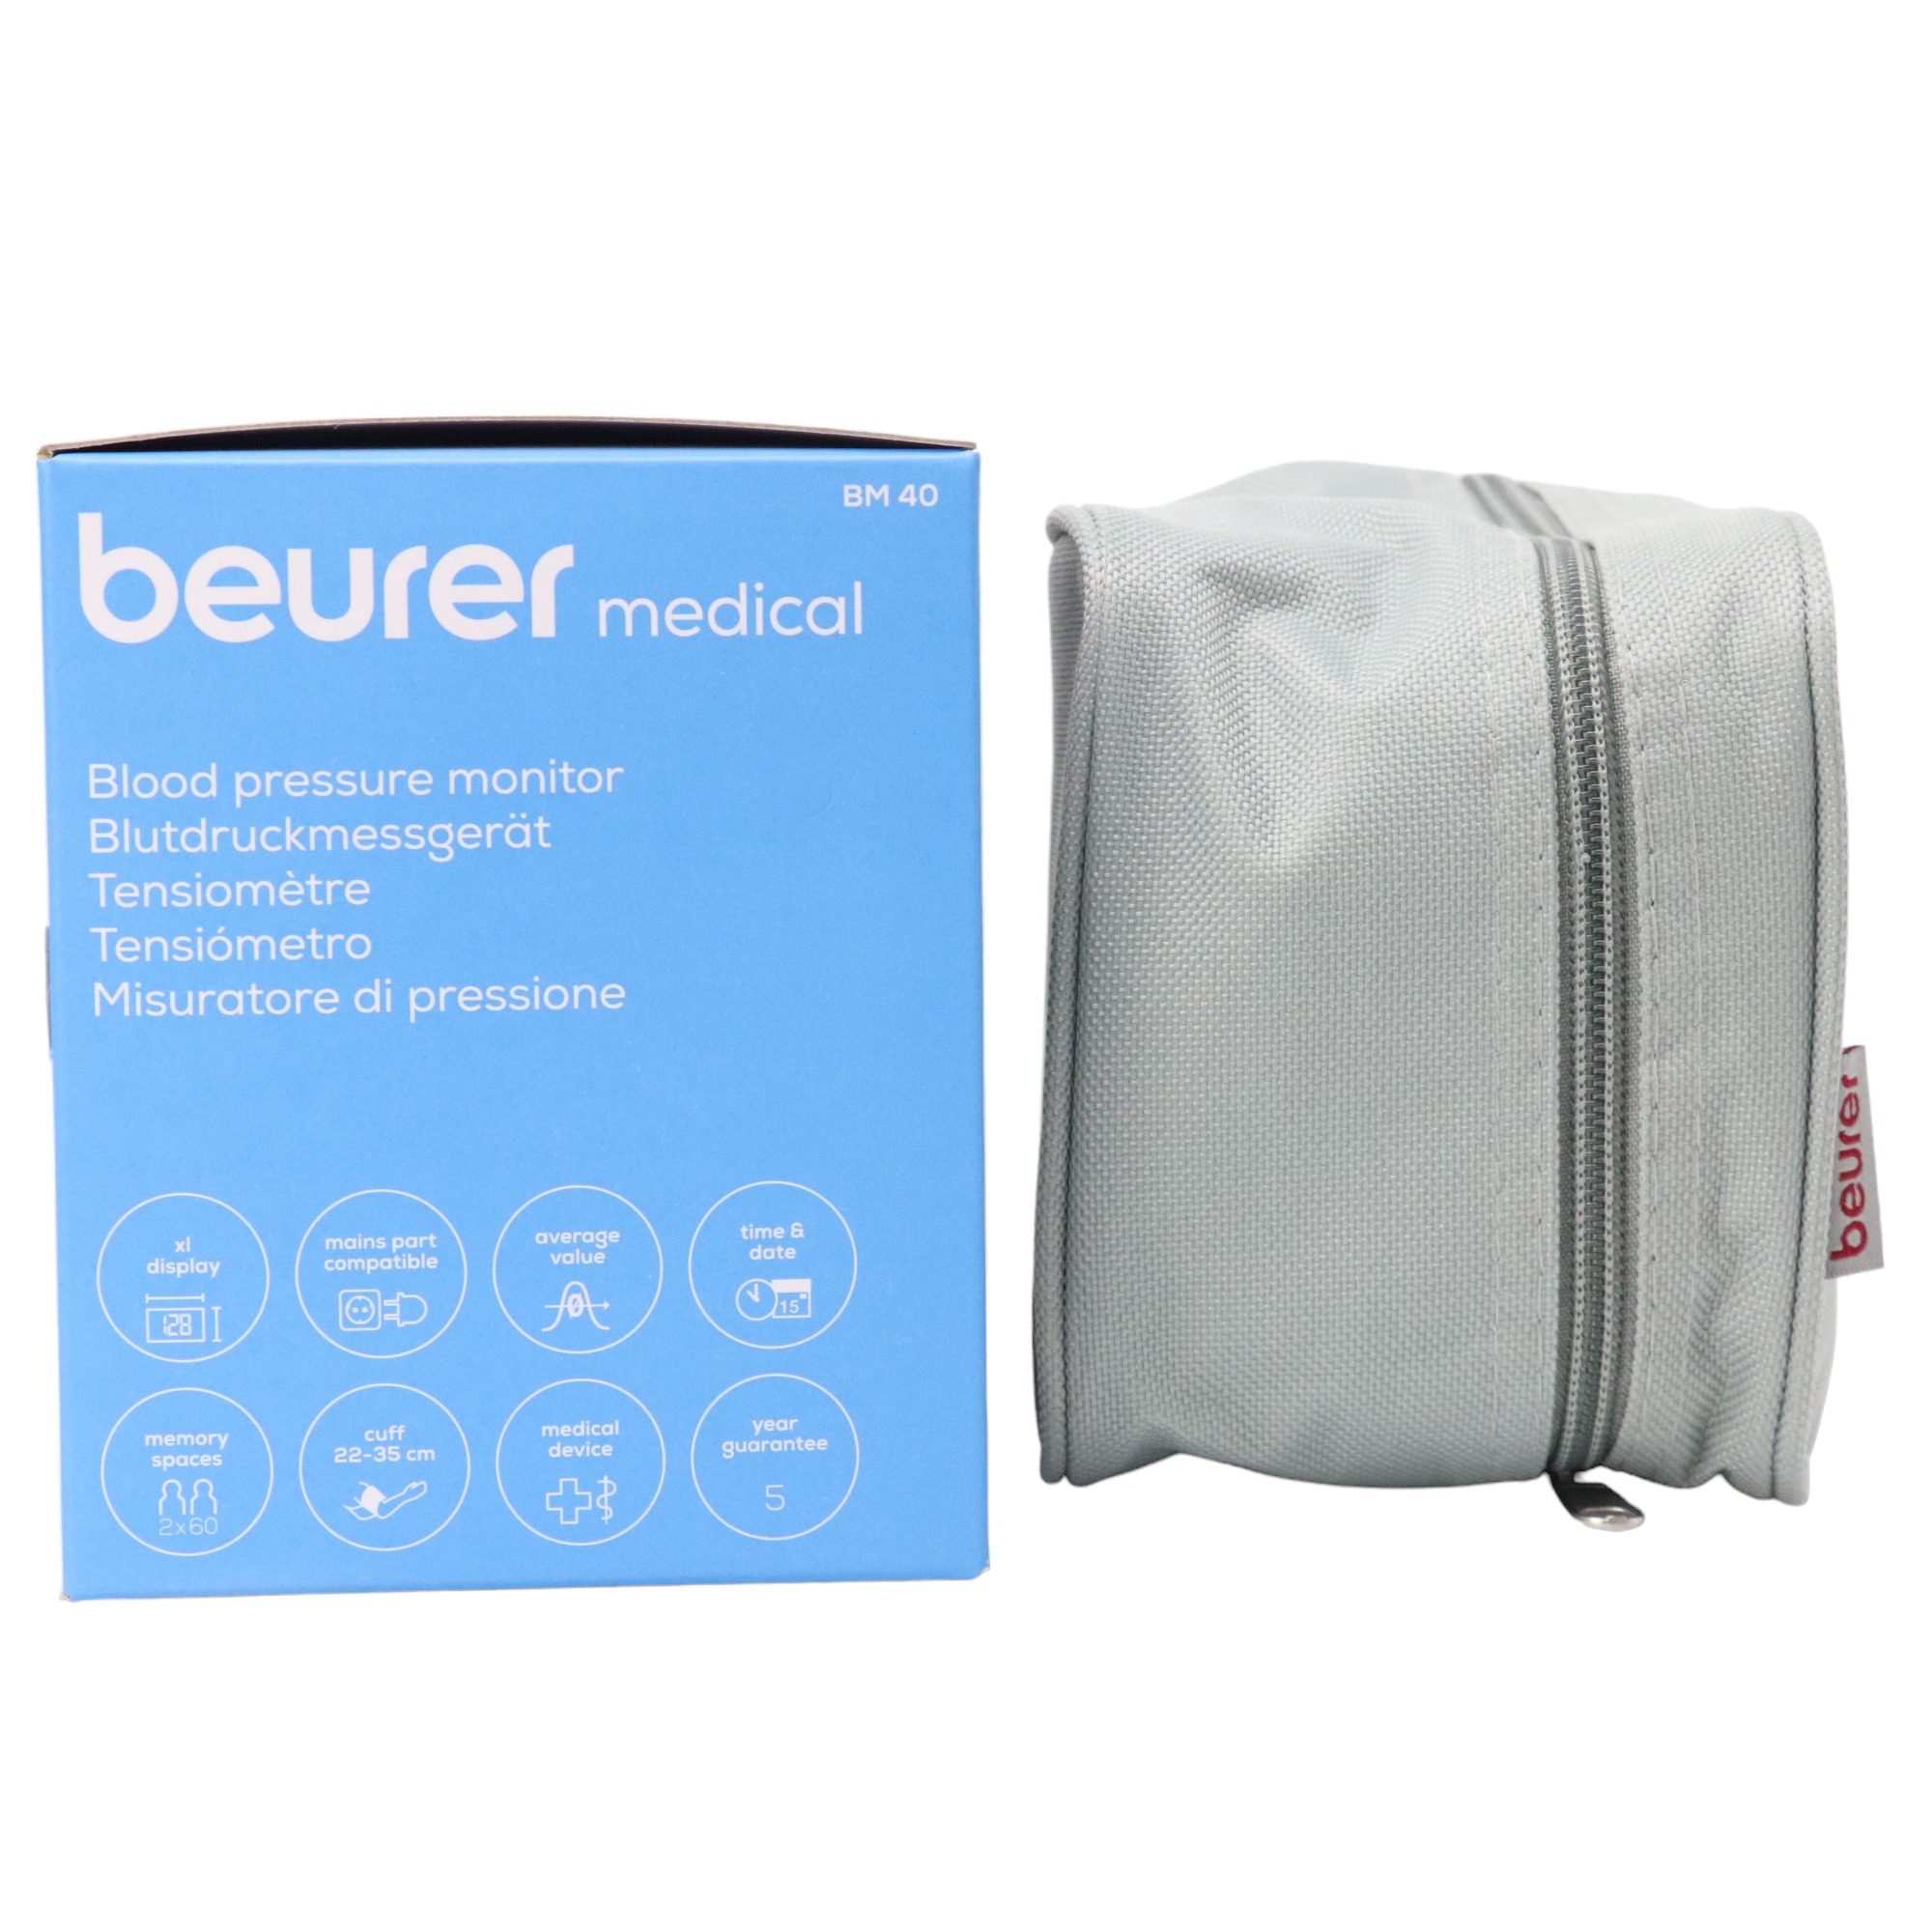 BM 40
beurer medical
Blood pressure monitor
Blutdruckmessgerät
Tensiomètre
Tensiómetro
Misuratore di pressione
xl
display
128
mains part
compatible
average
value
Ø
time &
date
15
memory
spaces
2x60
cuff
22-35 cm
medical
device
year
guarantee
5
beurer